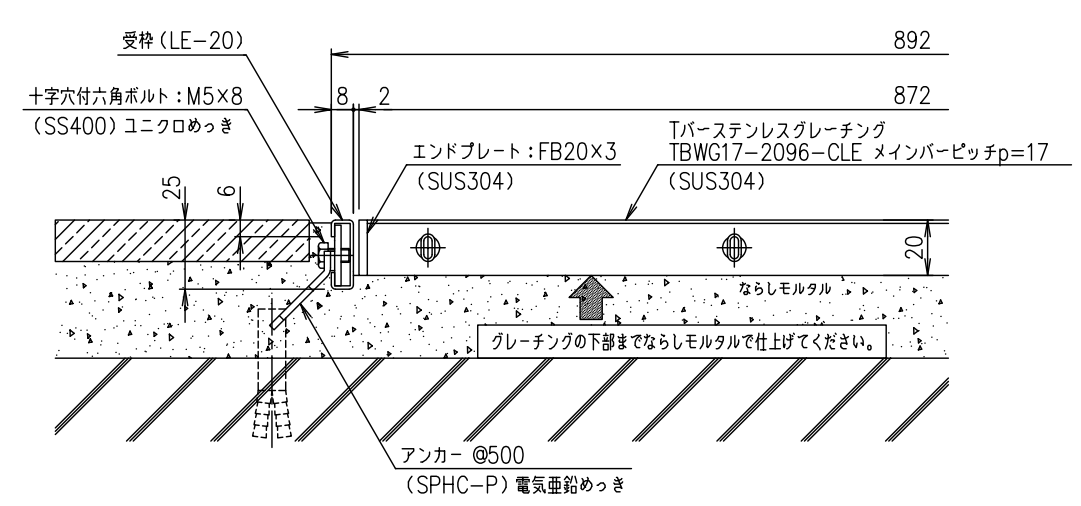 受枠(LE-20)
892
十字穴付六角ボルト:M5×8
(SS400)ユニクロめっき
8
2
872
エンドプレート:FB20×3
(SUS304)
Tバーステンレスグレーチング
TBWG17-2096-CLE メインバーピッチp=17
(SUS304)
25
6
20
ならしモルタル
グレーチングの下部までならしモルタルで仕上げてください。
アンカー @500
(SPHC-P)電気亜鉛めっき